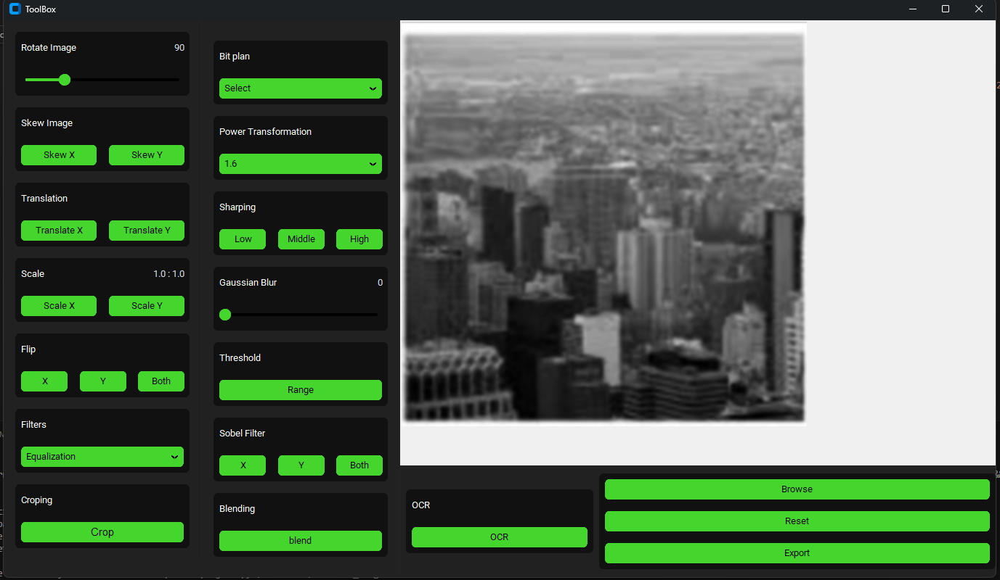 ToolBox
Rotate Image 90
Skew Image
Skew X Skew Y
Translation
Translate X Translate Y
Scale 1.0 : 1.0
Scale X Scale Y
Flip
X Y Both
Filters
Equalization
Croping
Crop
Bit plan
Select
Power Transformation
1.6
Sharping
Low Middle High
Gaussian Blur 0
Threshold
Range
Sobel Filter
X Y Both
Blending
blend
OCR
OCR
Browse
Reset
Export